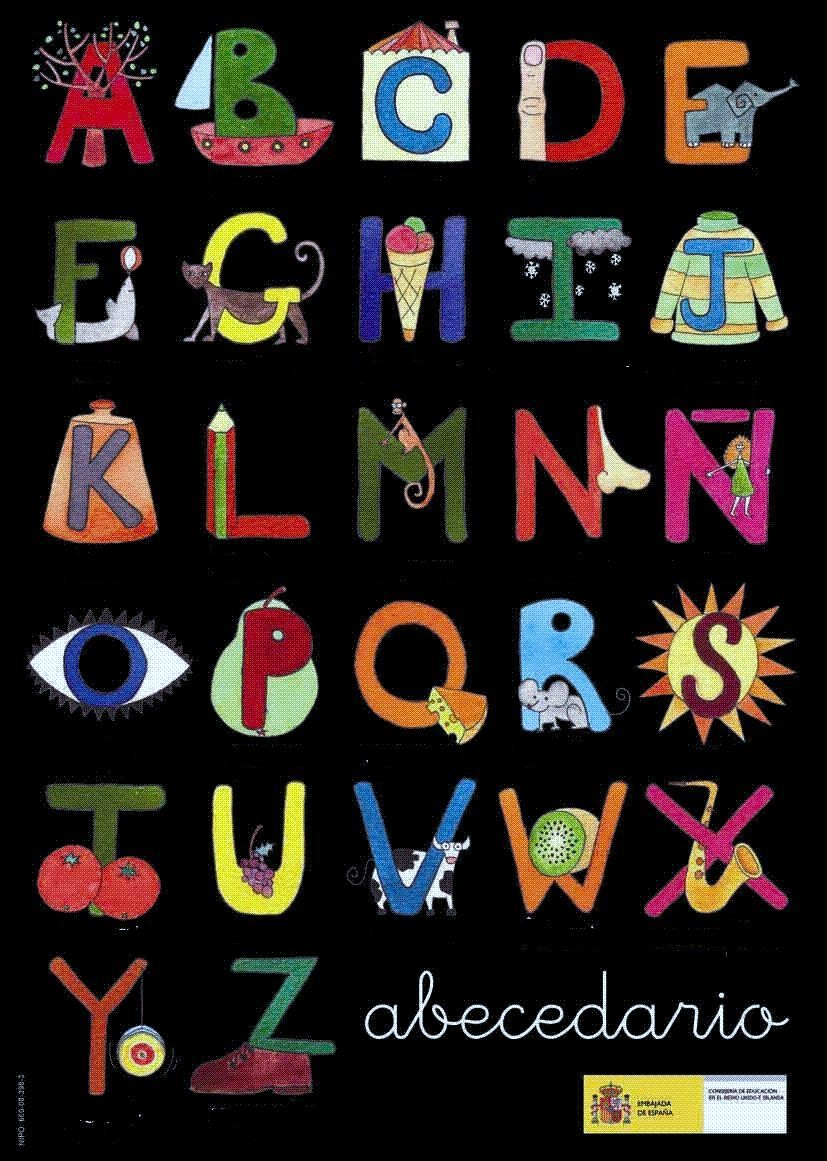 A B C D E
F G H I J
K L M N Ñ
O P Q R S
T U V W X
Y Z
abecedario
EMBAJADA
DE ESPAÑA
CONSEJERÍA DE EDUCACIÓN
EN EL REINO UNIDO E IRLANDA